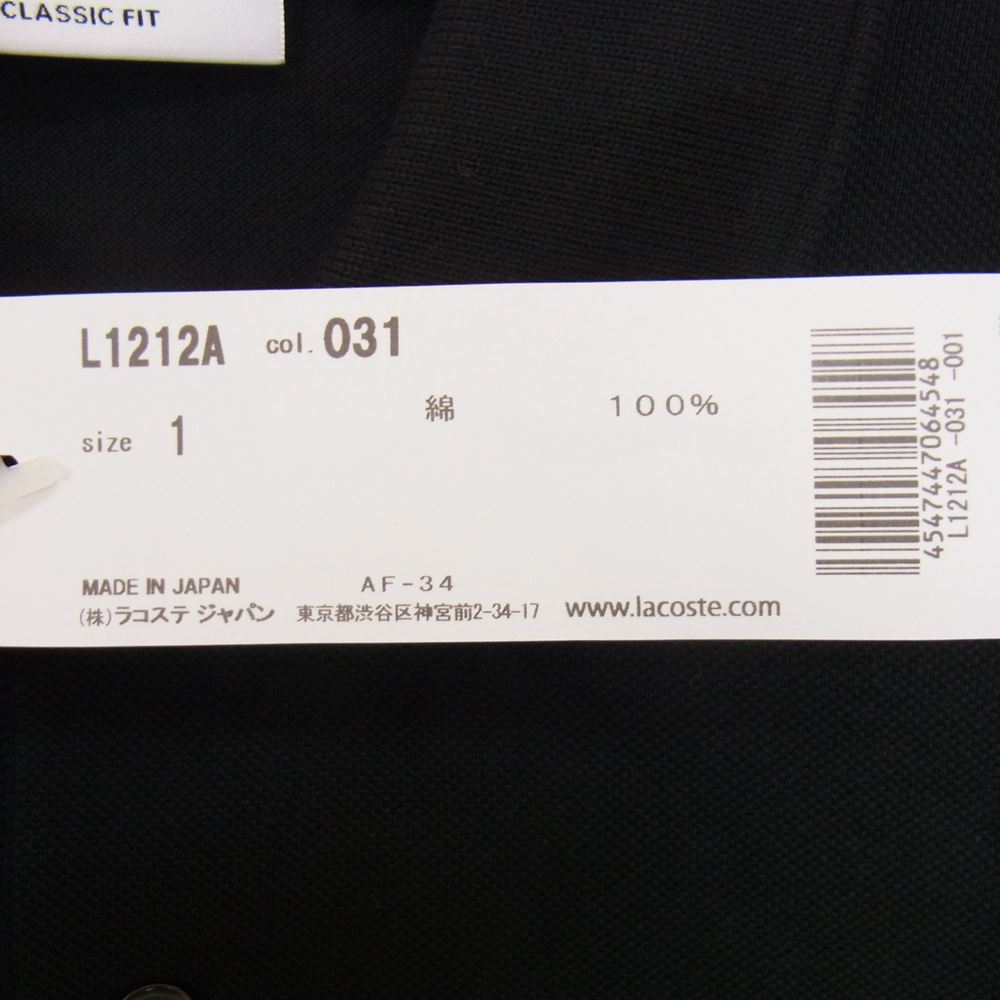 CLASSIC FIT
L1212A col. 031
綿 100%
size 1
MADE IN JAPAN AF-34
(株)ラコステ ジャパン 東京都渋谷区神宮前2-34-17 www.lacoste.com
4547447064548
L1212A -031 -001